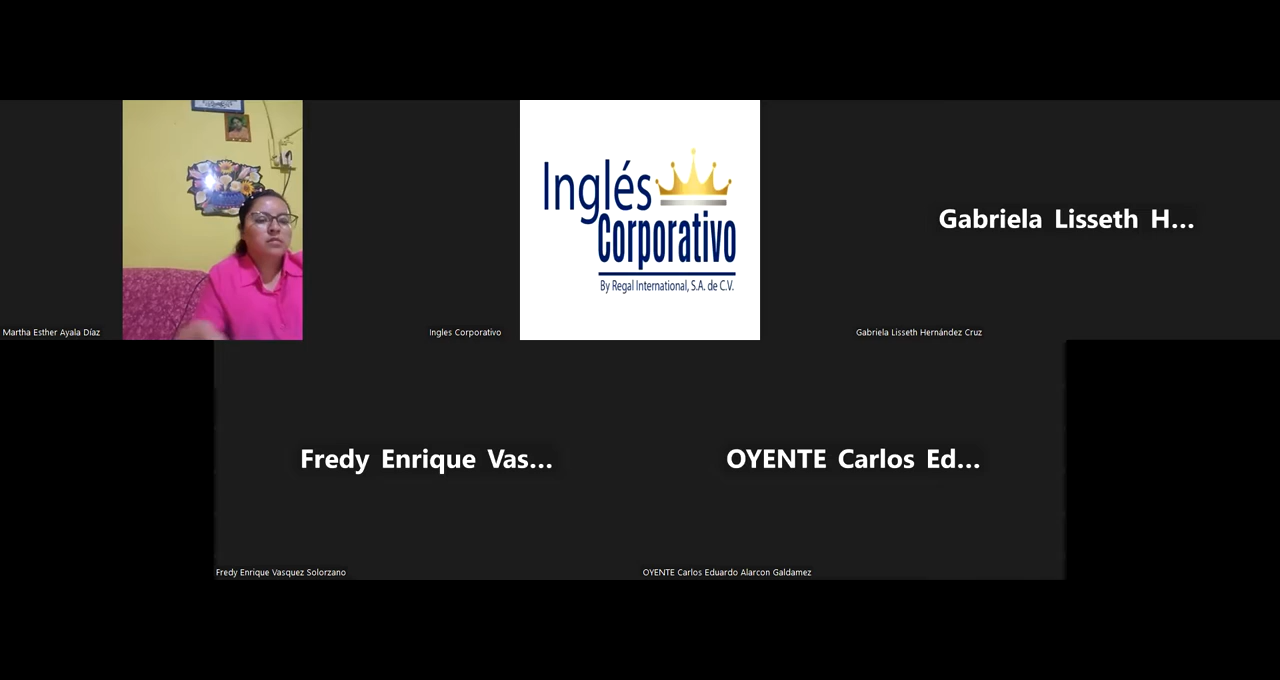 Inglés
Corporativo
By Regal International, S.A. de C.V.
Gabriela Lisseth H...
Martha Esther Ayala Díaz
Ingles Corporativo
Gabriela Lisseth Hernández Cruz
Fredy Enrique Vas...
OYENTE Carlos Ed...
Fredy Enrique Vasquez Solorzano
OYENTE Carlos Eduardo Alarcon Galdamez